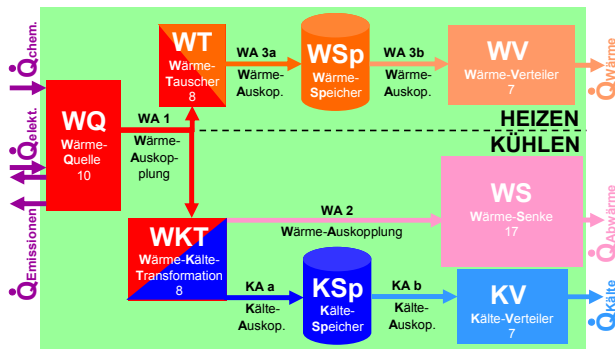 Q̇chem.
Q̇elekt.
Q̇Emissionen
WQ
Wärme-
Quelle
10
WA 1
Wärme-
Auskop-
plung
WT
Wärme-
Tauscher
8
WA 3a
Wärme-
Auskop.
WSp
Wärme-
Speicher
WA 3b
Wärme-
Auskop.
WV
Wärme-Verteiler
7
Q̇Wärme
HEIZEN
KÜHLEN
WKT
Wärme-Kälte-
Transformation
8
WA 2
Wärme-Auskopplung
WS
Wärme-Senke
17
Q̇Abwärme
KA a
Kälte-
Auskop.
KSp
Kälte-
Speicher
KA b
Kälte-
Auskop.
KV
Kälte-Verteiler
7
Q̇Kälte